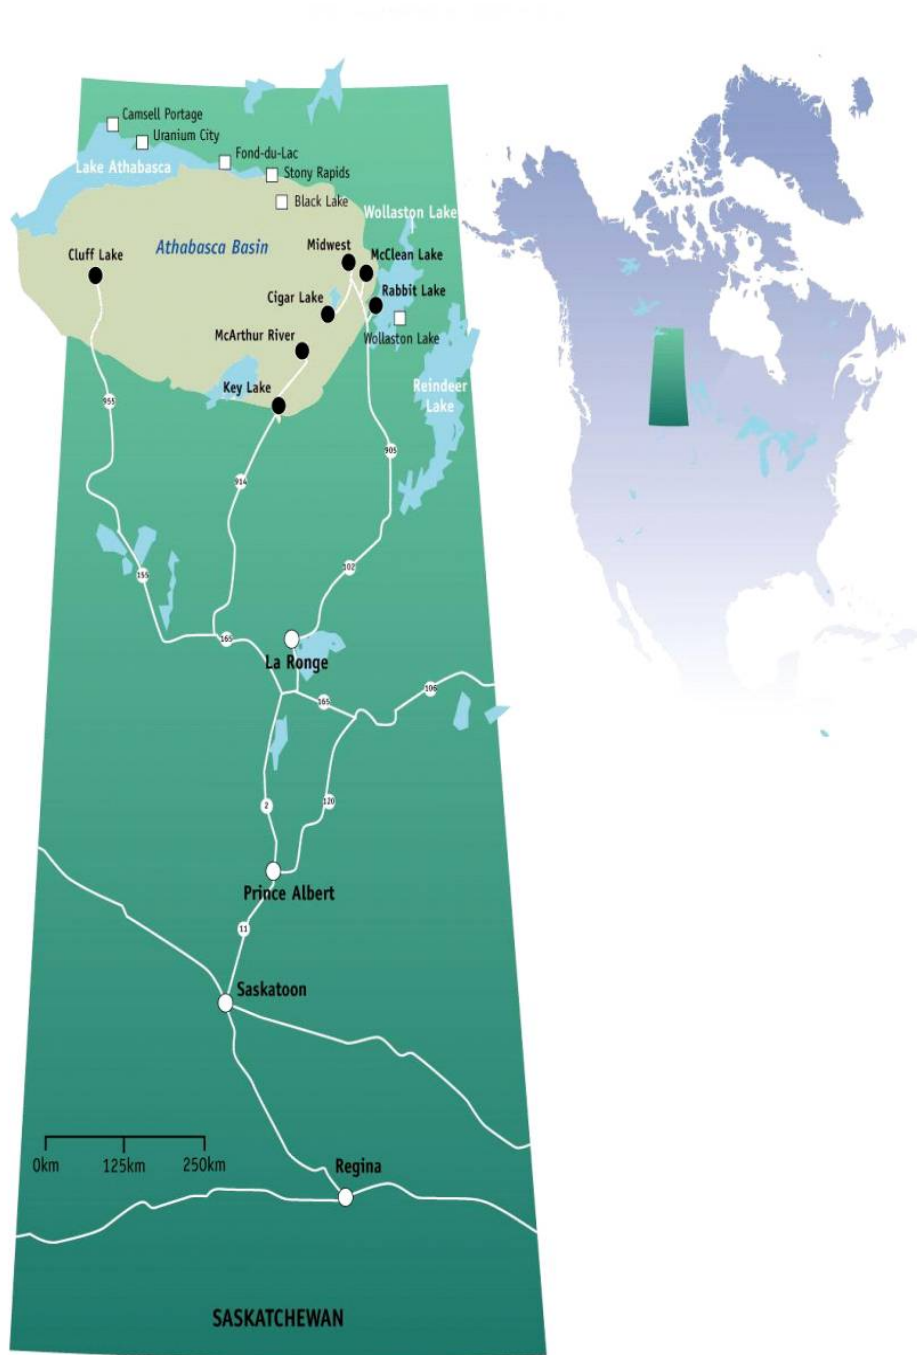 Camsell Portage
Uranium City
Fond-du-Lac
Lake Athabasca
Stony Rapids
Black Lake
Wollaston Lake
Athabasca Basin
Midwest
Cluff Lake
McClean Lake
Cigar Lake
Rabbit Lake
McArthur River
Wollaston Lake
Key Lake
Reindeer
Lake
955
905
914
102
155
165
La Ronge
165
106
2
120
Prince Albert
11
Saskatoon
0km
125km
250km
Regina
SASKATCHEWAN